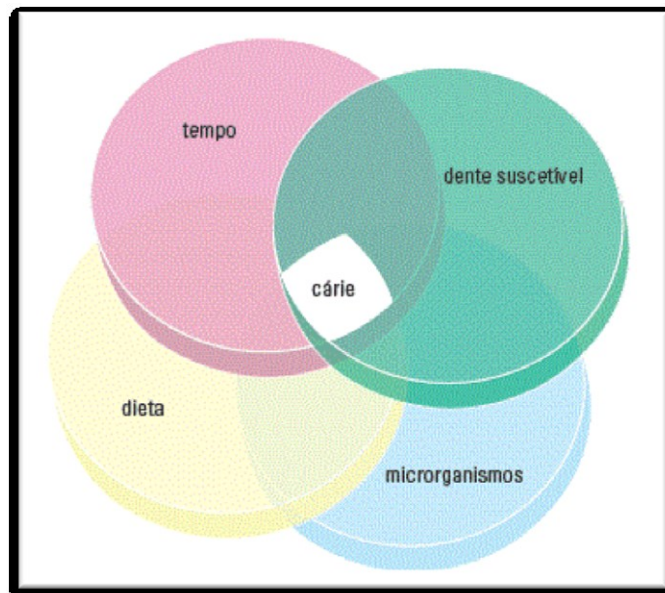 tempo
dente suscetível
cárie
dieta
microrganismos